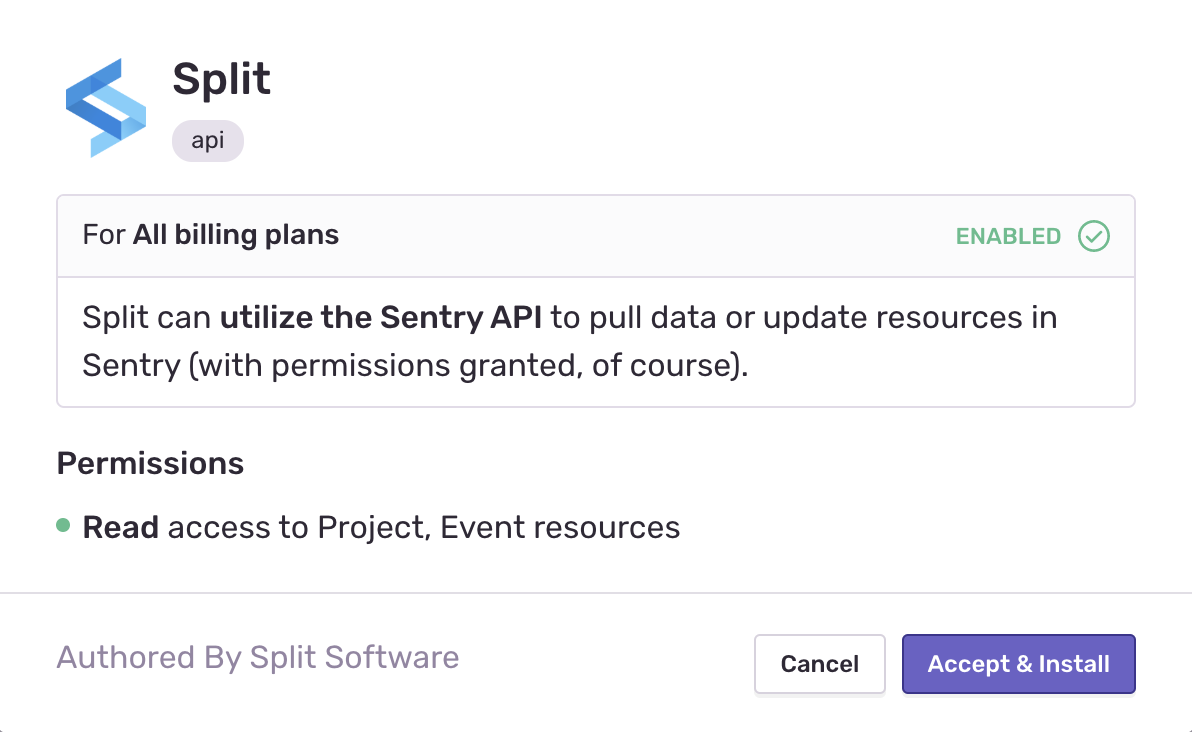 Split
api
For All billing plans
ENABLED
Split can utilize the Sentry API to pull data or update resources in
Sentry (with permissions granted, of course).
Permissions
Read access to Project, Event resources
Authored By Split Software
Cancel
Accept & Install